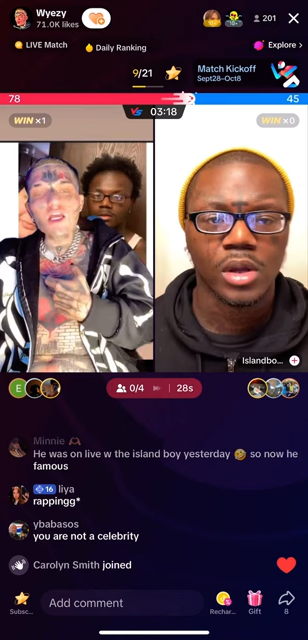 Wyezy
71.0K likes
201
LIVE Match
Daily Ranking
Explore >
9/21
Match Kickoff
Sept28-Oct8
78
45
VS 03:18
WIN ×1
WIN ×0
Islandbo...
E
0/4
28s
Minnie
He was on live w the island boy yesterday 🤣 so now he
famous
16 liya
rappingg*
ybabasos
you are not a celebrity
Carolyn Smith joined
Subsc...
Add comment
Rechar...
Gift
8